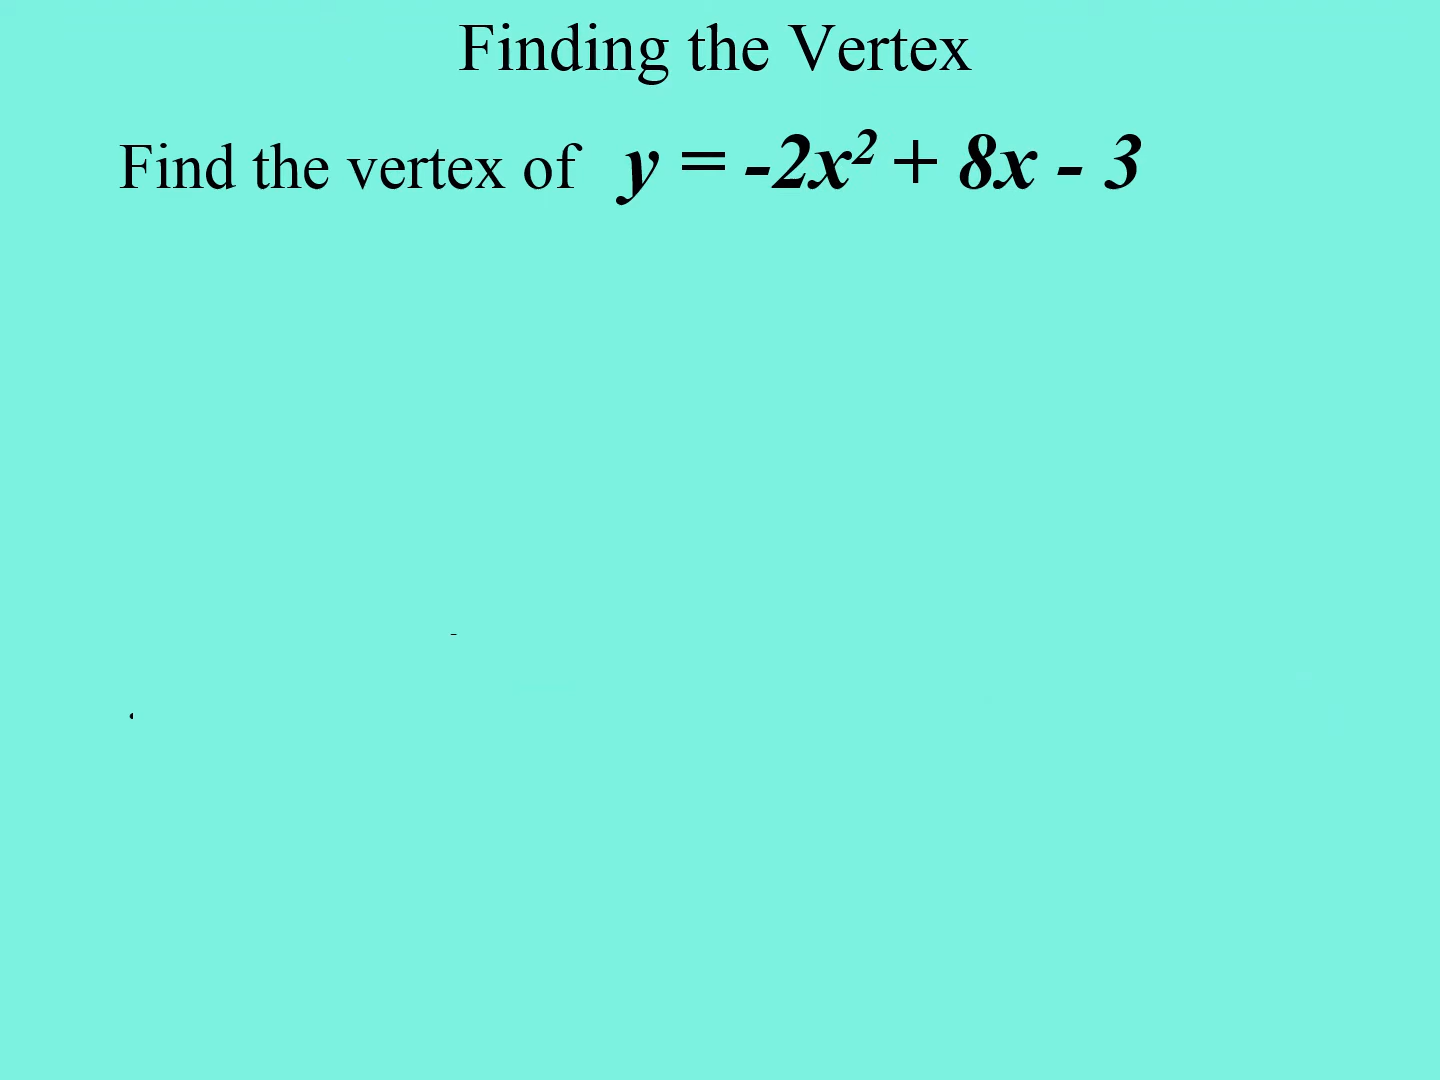 Finding the Vertex
Find the vertex of y = -2x² + 8x - 3